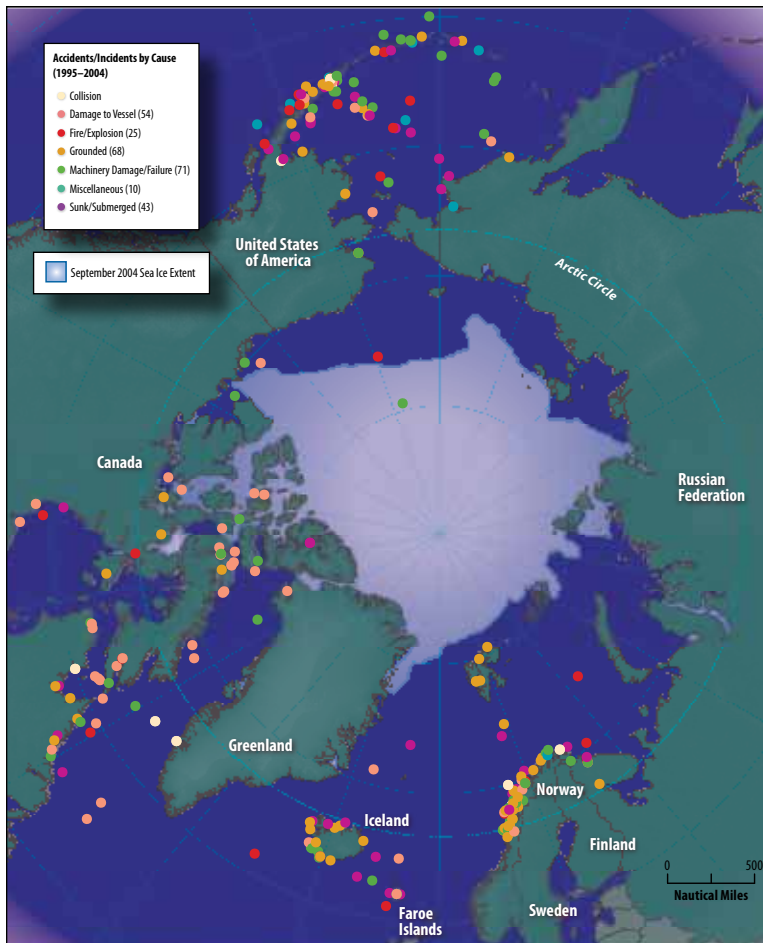 Accidents/Incidents by Cause
(1995–2004)
Collision
Damage to Vessel (54)
Fire/Explosion (25)
Grounded (68)
Machinery Damage/Failure (71)
Miscellaneous (10)
Sunk/Submerged (43)
September 2004 Sea Ice Extent
United States
of America
Arctic Circle
Canada
Russian
Federation
Greenland
Norway
Iceland
Finland
0 500
Nautical Miles
Faroe
Islands
Sweden